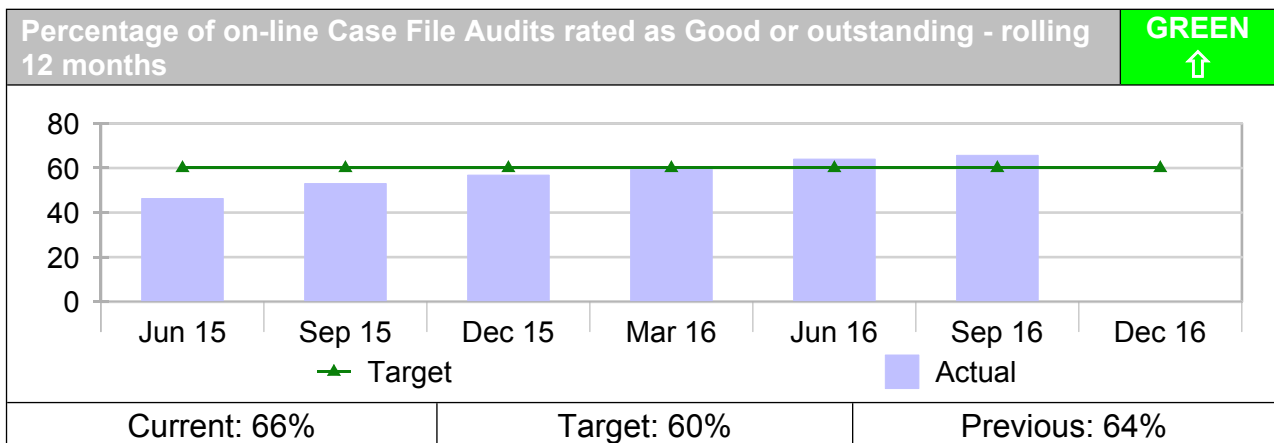 Percentage of on-line Case File Audits rated as Good or outstanding - rolling
12 months
GREEN
⇧
80
60
40
20
0
Jun 15 Sep 15 Dec 15 Mar 16 Jun 16 Sep 16 Dec 16
Target Actual
Current: 66% Target: 60% Previous: 64%